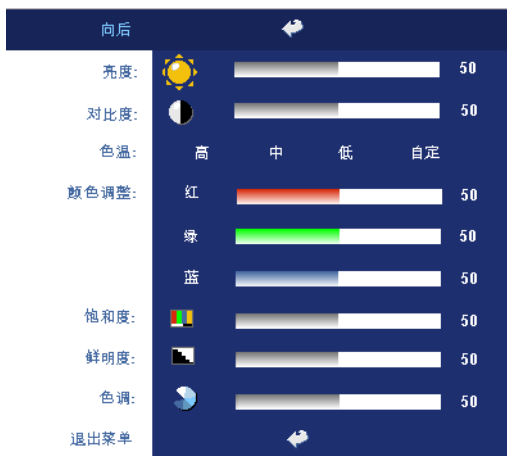 向后
亮度: 50
对比度: 50
色温: 高 中 低 自定
颜色调整: 红 50
绿 50
蓝 50
饱和度: 50
鲜明度: 50
色调: 50
退出菜单